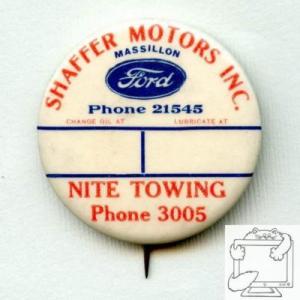 SHAFFER MOTORS INC.
MASSILLON
Ford
Phone 21545
CHANGE OIL AT LUBRICATE AT
NITE TOWING
Phone 3005